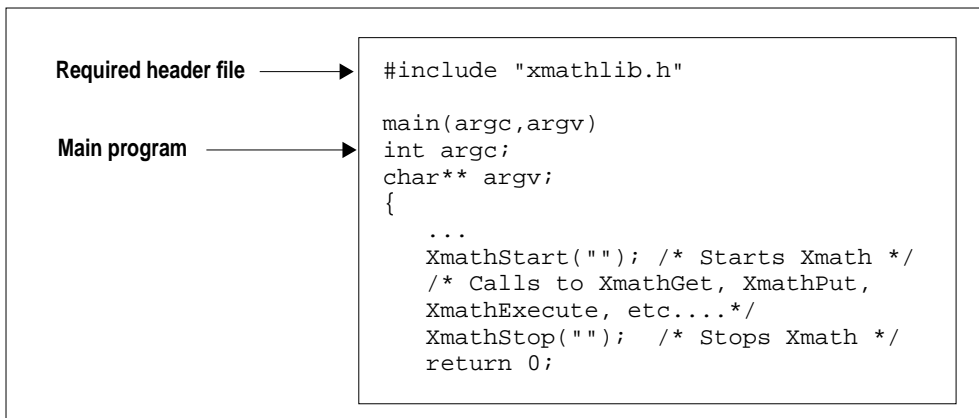 Required header file
#include "xmathlib.h"
main(argc,argv)
Main program
int argc;
char** argv;
{
...
XmathStart(""); /* Starts Xmath */
/* Calls to XmathGet, XmathPut,
XmathExecute, etc....*/
XmathStop("");  /* Stops Xmath */
return 0;